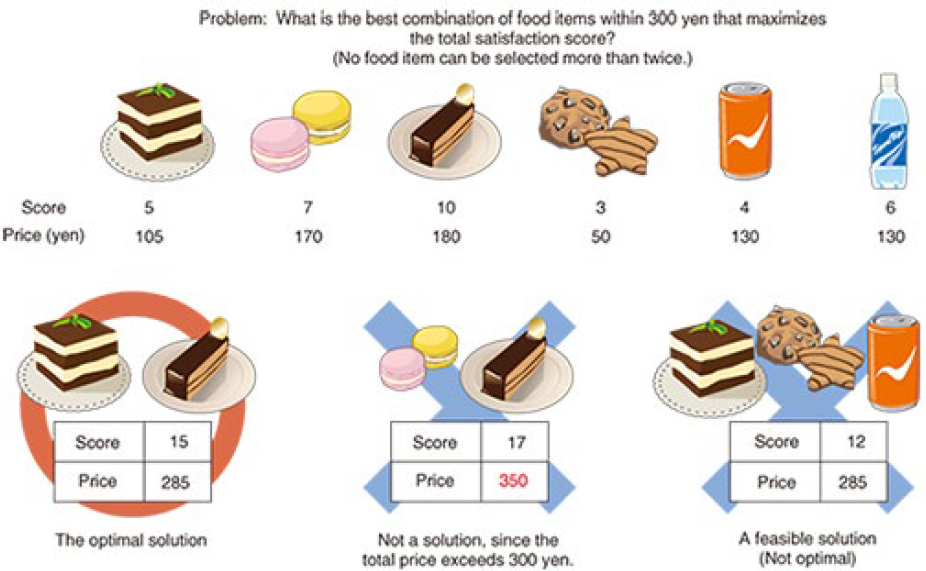 Problem: What is the best combination of food items within 300 yen that maximizes
the total satisfaction score?
(No food item can be selected more than twice.)
Score 5 7 10 3 4 6
Price (yen) 105 170 180 50 130 130
Score 15
Price 285
The optimal solution
Score 17
Price 350
Not a solution, since the
total price exceeds 300 yen.
Score 12
Price 285
A feasible solution
(Not optimal)